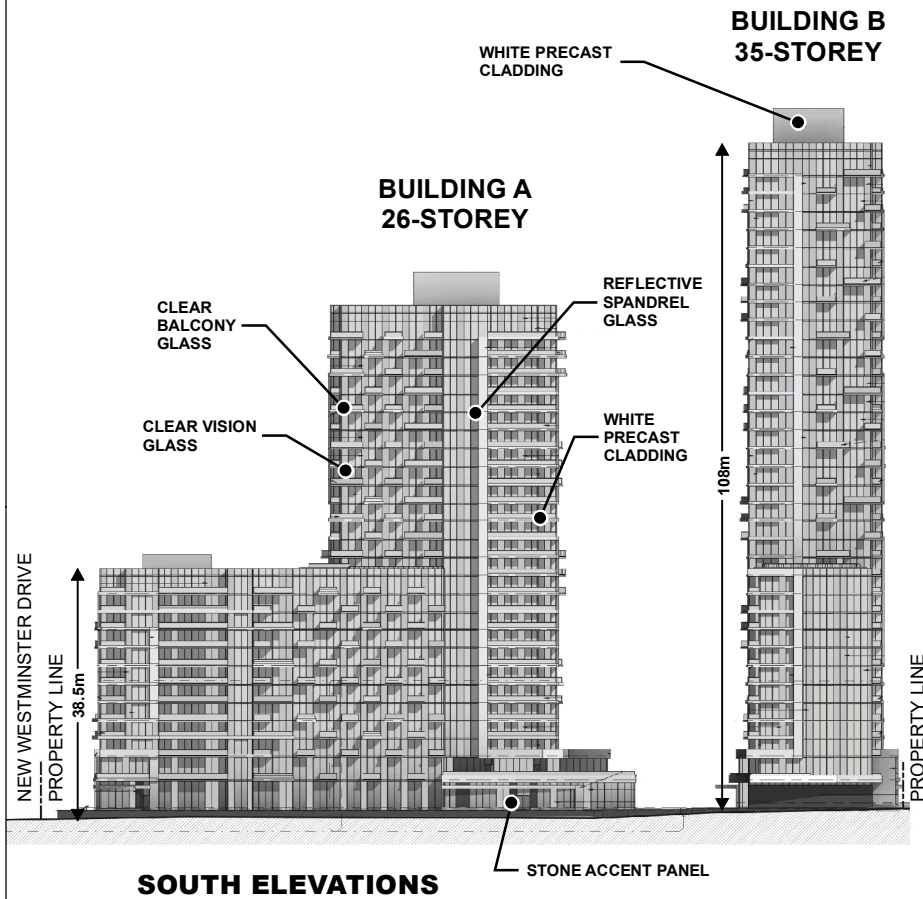 BUILDING B
35-STOREY
WHITE PRECAST
CLADDING
BUILDING A
26-STOREY
CLEAR
BALCONY
GLASS
REFLECTIVE
SPANDREL
GLASS
CLEAR VISION
GLASS
WHITE
PRECAST
CLADDING
108m
NEW WESTMINSTER DRIVE
PROPERTY LINE
38.5m
PROPERTY LINE
STONE ACCENT PANEL
SOUTH ELEVATIONS